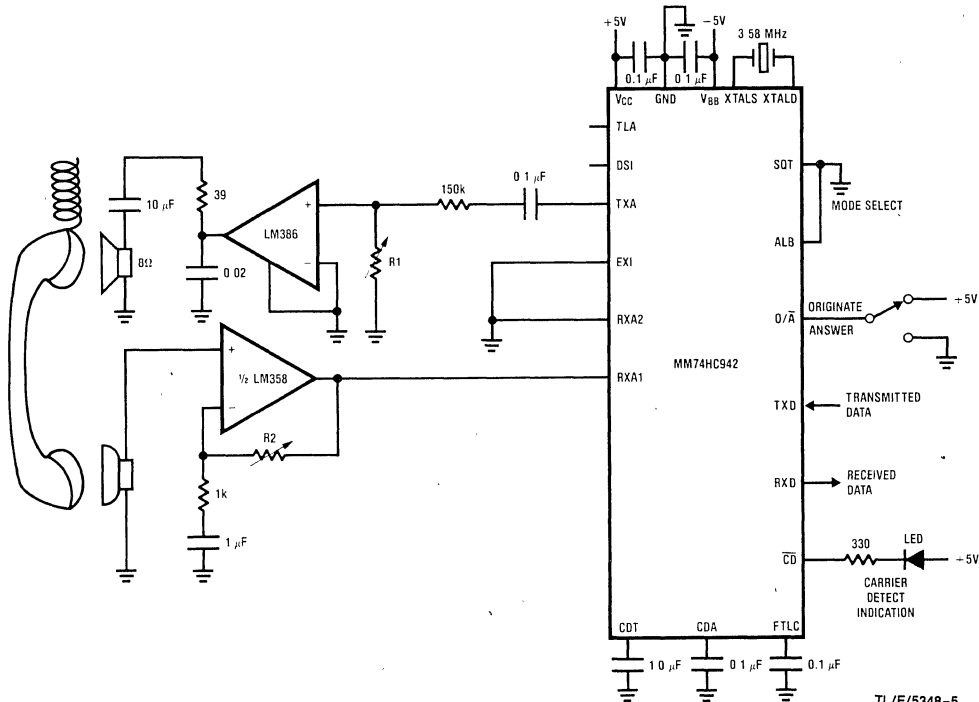 +5V
-5V
3 58 MHz
0.1 µF
0 1 µF
VCC
GND
VBB
XTALS
XTALD
TLA
DSI
TXA
EXI
RXA2
RXA1
SQT
MODE SELECT
ALB
O/A̅
ORIGINATE
ANSWER
+5V
MM74HC942
TXD
TRANSMITTED
DATA
RXD
RECEIVED
DATA
C̅D̅
330
LED
+5V
CARRIER
DETECT
INDICATION
CDT
CDA
FTLC
1 0 µF
0 1 µF
0.1 µF
10 µF
39
8Ω
0 02
LM386
+
−
150k
0 1 µF
R1
½ LM358
+
−
R2
1k
1 µF
TL/F/5348-5